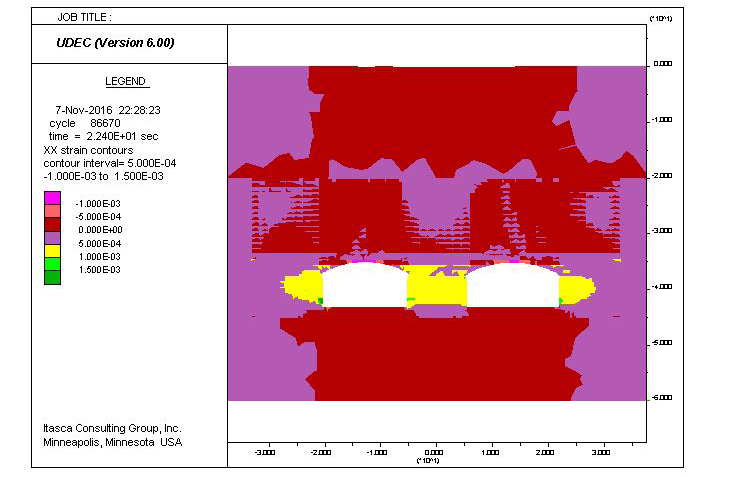 JOB TITLE :
UDEC (Version 6.00)
LEGEND
7-Nov-2016 22:28:23
cycle 86670
time = 2.240E+01 sec
XX strain contours
contour interval= 5.000E-04
-1.000E-03 to 1.500E-03
-1.000E-03
-5.000E-04
0.000E+00
5.000E-04
1.000E-03
1.500E-03
Itasca Consulting Group, Inc.
Minneapolis, Minnesota USA
(*10^1)
0.000
-1.000
-2.000
-3.000
-4.000
-5.000
-6.000
-3.000
-2.000
-1.000
0.000
1.000
2.000
3.000
(*10^1)